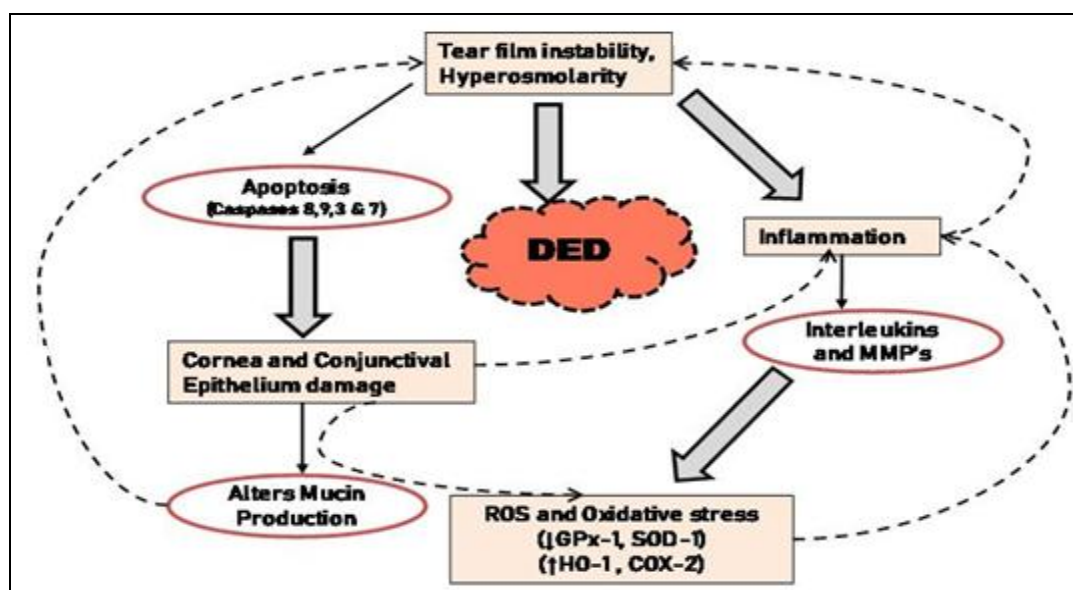 Tear film instability,
Hyperosmolarity
Apoptosis
(Caspases 8,9,3 & 7)
DED
Inflammation
Interleukins
and MMP's
Cornea and Conjunctival
Epithelium damage
Alters Mucin
Production
ROS and Oxidative stress
(↓GPx-1, SOD-1)
(↑HO-1, COX-2)